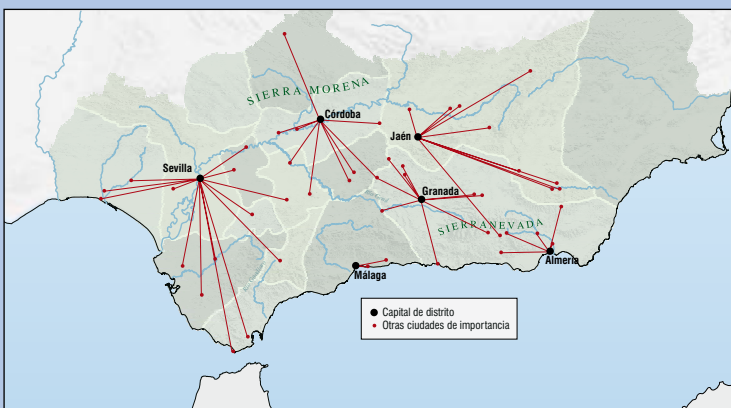 SIERRA MORENA
Córdoba
Jaén
Sevilla
Granada
SIERRA NEVADA
Almería
Málaga
Capital de distrito
Otras ciudades de importancia